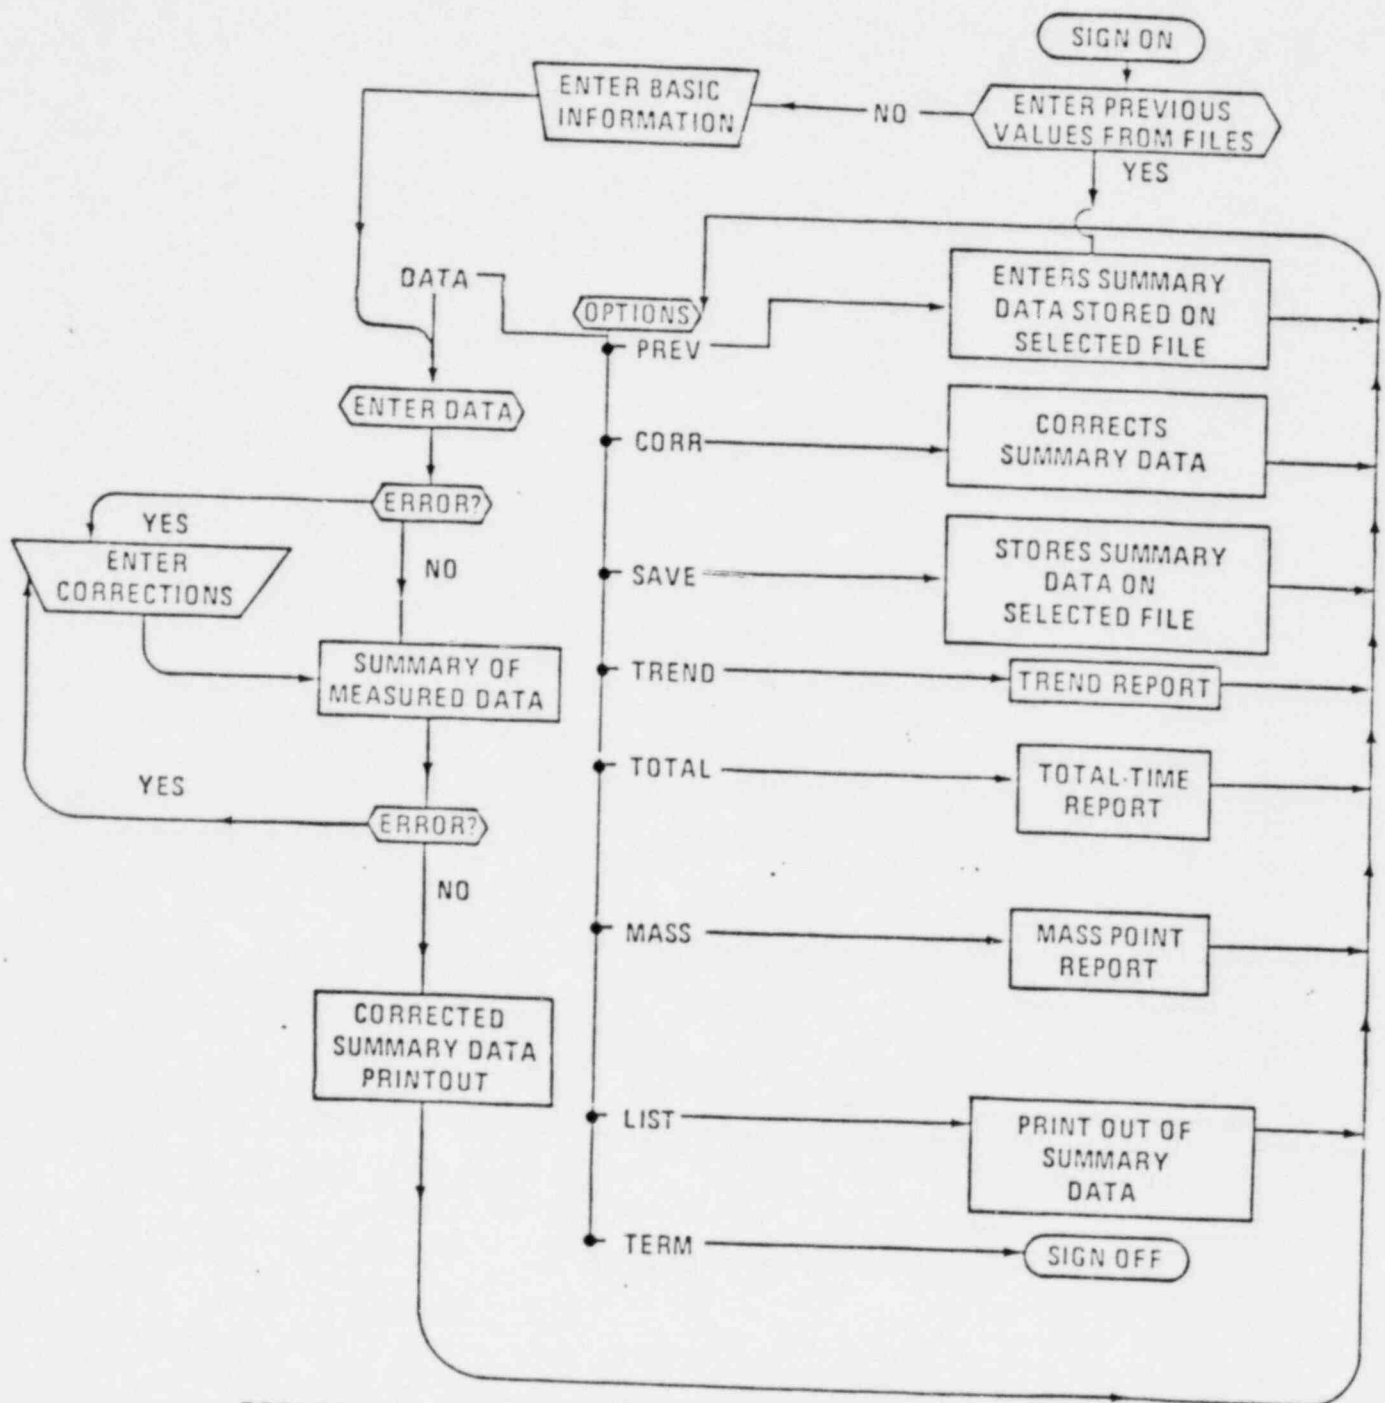 SIGN ON
ENTER BASIC
INFORMATION
NO
ENTER PREVIOUS
VALUES FROM FILES
YES
DATA
OPTIONS
PREV
ENTERS SUMMARY
DATA STORED ON
SELECTED FILE
ENTER DATA
CORR
CORRECTS
SUMMARY DATA
ERROR?
YES
NO
ENTER
CORRECTIONS
SAVE
STORES SUMMARY
DATA ON
SELECTED FILE
SUMMARY OF
MEASURED DATA
TREND
TREND REPORT
TOTAL
TOTAL-TIME
REPORT
YES
ERROR?
NO
MASS
MASS POINT
REPORT
CORRECTED
SUMMARY DATA
PRINTOUT
LIST
PRINT OUT OF
SUMMARY
DATA
TERM
SIGN OFF